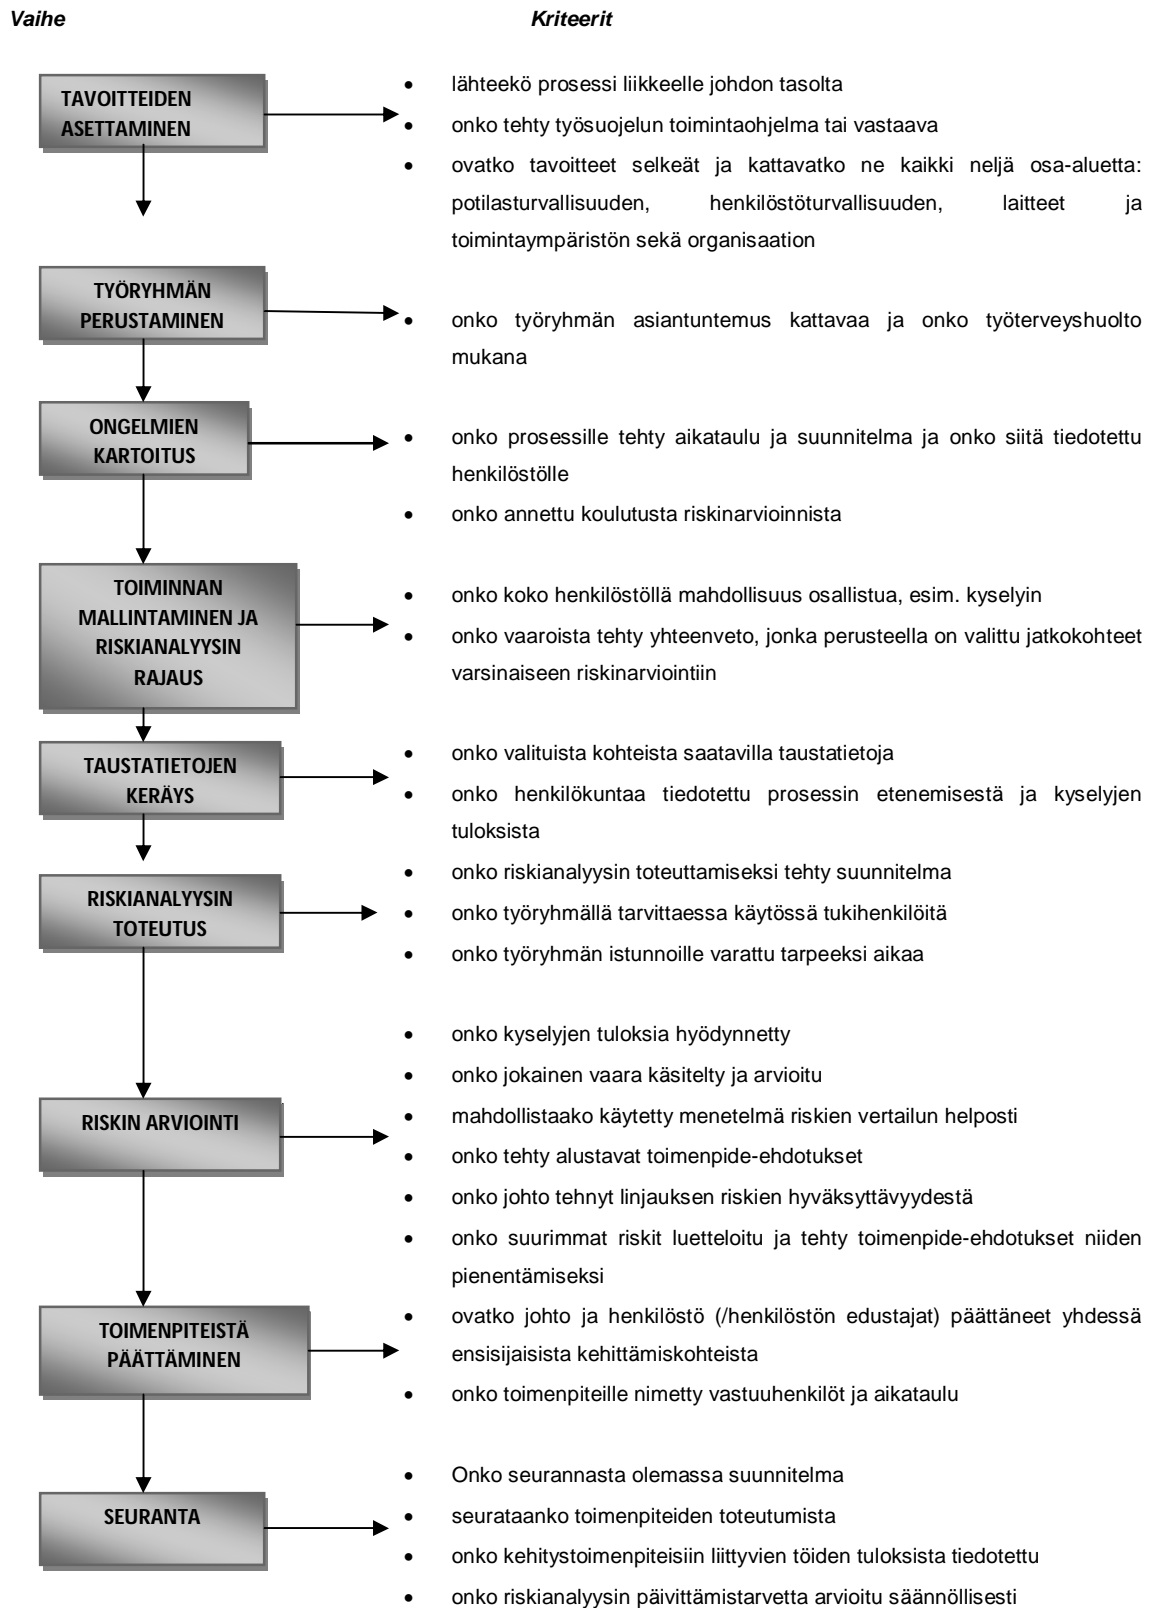 Vaihe Kriteerit
TAVOITTEIDEN
ASETTAMINEN
• lähteekö prosessi liikkeelle johdon tasolta
• onko tehty työsuojelun toimintaohjelma tai vastaava
• ovatko tavoitteet selkeät ja kattavatko ne kaikki neljä osa-aluetta:
potilasturvallisuuden, henkilöstöturvallisuuden, laitteet ja
toimintaympäristön sekä organisaation
TYÖRYHMÄN
PERUSTAMINEN
• onko työryhmän asiantuntemus kattavaa ja onko työterveyshuolto
mukana
ONGELMIEN
KARTOITUS
• onko prosessille tehty aikataulu ja suunnitelma ja onko siitä tiedotettu
henkilöstölle
• onko annettu koulutusta riskinarvioinnista
TOIMINNAN
MALLINTAMINEN JA
RISKIANALYYSIN
RAJAUS
• onko koko henkilöstöllä mahdollisuus osallistua, esim. kyselyin
• onko vaaroista tehty yhteenveto, jonka perusteella on valittu jatkokohteet
varsinaiseen riskinarviointiin
TAUSTATIETOJEN
KERÄYS
• onko valituista kohteista saatavilla taustatietoja
• onko henkilökuntaa tiedotettu prosessin etenemisestä ja kyselyjen
tuloksista
RISKIANALYYSIN
TOTEUTUS
• onko riskianalyysin toteuttamiseksi tehty suunnitelma
• onko työryhmällä tarvittaessa käytössä tukihenkilöitä
• onko työryhmän istunnoille varattu tarpeeksi aikaa
RISKIN ARVIOINTI
• onko kyselyjen tuloksia hyödynnetty
• onko jokainen vaara käsitelty ja arvioitu
• mahdollistaako käytetty menetelmä riskien vertailun helposti
• onko tehty alustavat toimenpide-ehdotukset
• onko johto tehnyt linjauksen riskien hyväksyttävyydestä
• onko suurimmat riskit luetteloitu ja tehty toimenpide-ehdotukset niiden
pienentämiseksi
TOIMENPITEISTÄ
PÄÄTTÄMINEN
• ovatko johto ja henkilöstö (/henkilöstön edustajat) päättäneet yhdessä
ensisijaisista kehittämiskohteista
• onko toimenpiteille nimetty vastuuhenkilöt ja aikataulu
SEURANTA
• Onko seurannasta olemassa suunnitelma
• seurataanko toimenpiteiden toteutumista
• onko kehitystoimenpiteisiin liittyvien töiden tuloksista tiedotettu
• onko riskianalyysin päivittämistarvetta arvioitu säännöllisesti